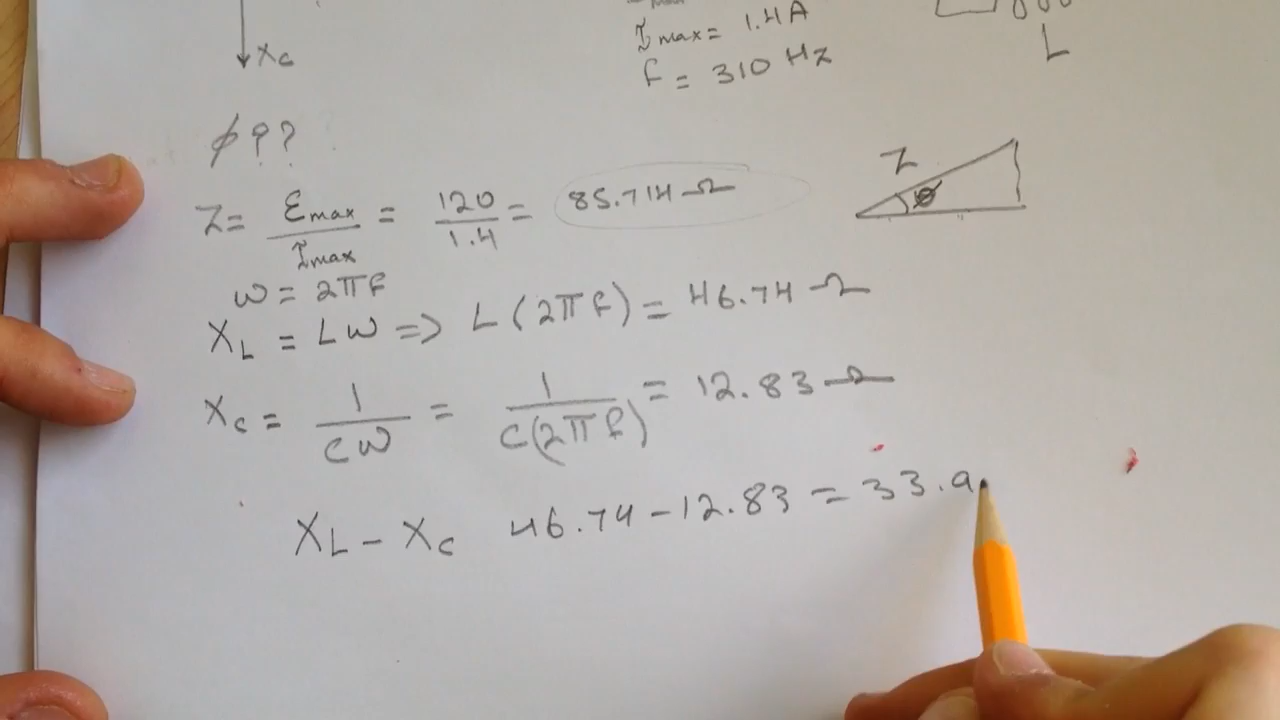 Xc
Imax = 1.4A
f = 310 Hz
L
φ??
Z
Z = Emax / Imax = 120 / 1.4 = 85.714 Ω
ω = 2πf
XL = Lω => L(2πf) = 46.74 Ω
Xc = 1 / cω = 1 / c(2πf) = 12.83 Ω
XL - Xc 46.74 - 12.83 = 33.9